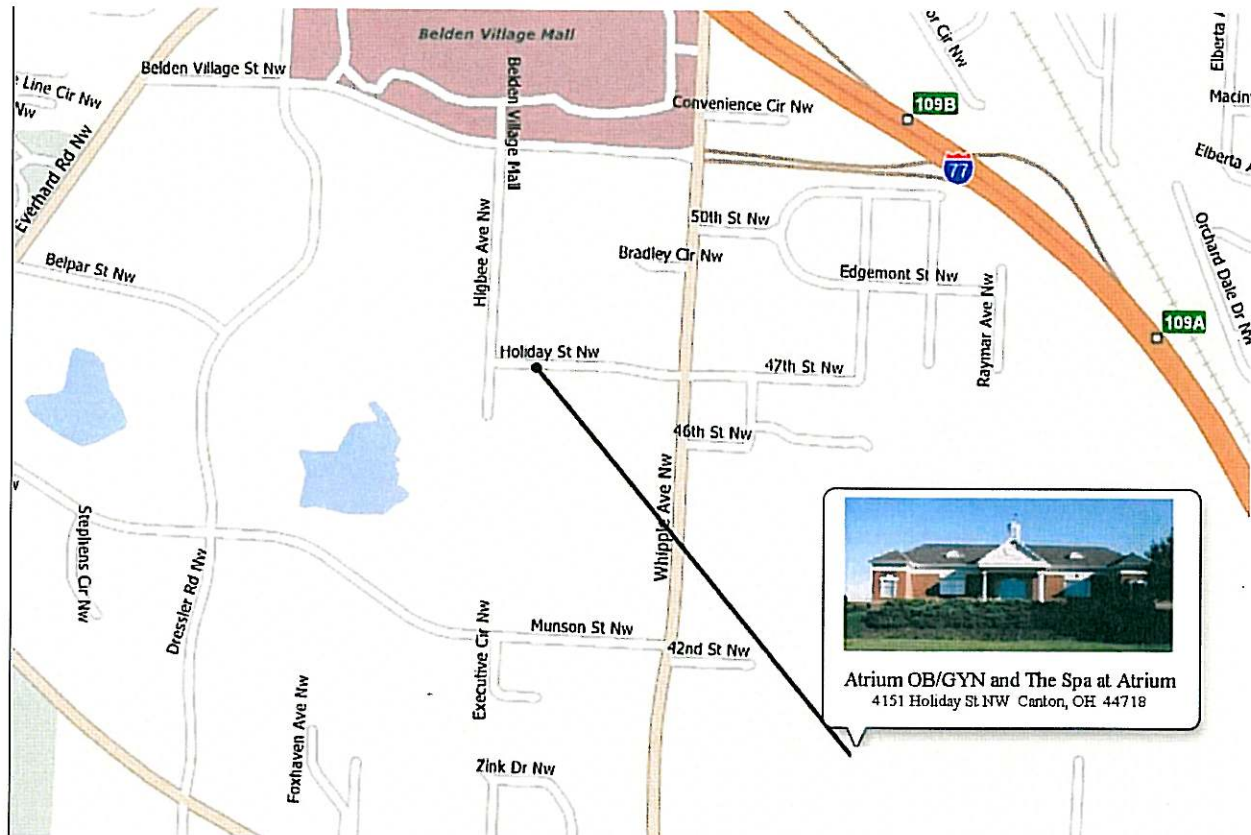 Belden Village Mall
or Cir Nw
Elberta A
Belden Village St Nw
Belden Village Mall
109B
e Line Cir Nw
Nw
Convenience Cir Nw
Macin
Everhard Rd Nw
Elberta A
77
50th St Nw
Bradley Cir Nw
Higbee Ave Nw
Belpar St Nw
Edgemont St Nw
Orchard Dale Dr Nw
Raymar Ave Nw
109A
Holiday St Nw
47th St Nw
46th St Nw
Whipple Ave Nw
Stephens Cir Nw
Dressler Rd Nw
Munson St Nw
Executive Cir Nw
42nd St Nw
Atrium OB/GYN and The Spa at Atrium
4151 Holiday St NW Canton, OH 44718
Foxhaven Ave Nw
Zink Dr Nw